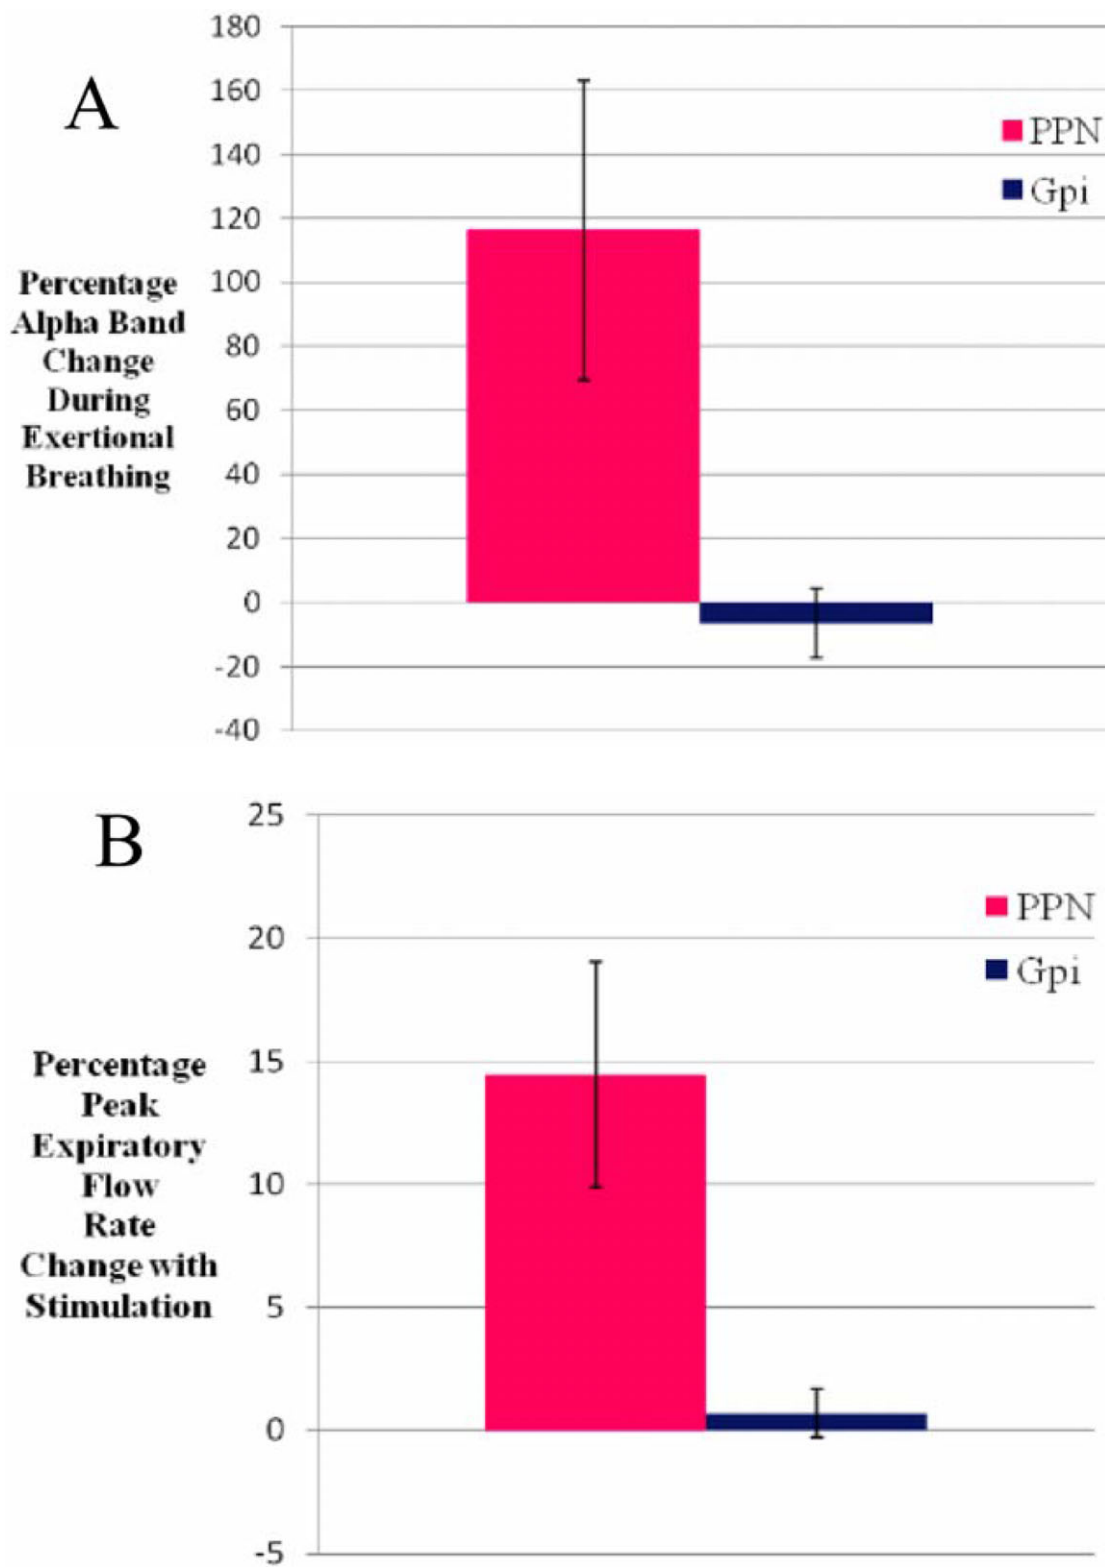 A
180
160
140
120
100
80
60
40
20
0
-20
-40
Percentage
Alpha Band
Change
During
Exertional
Breathing
PPN
Gpi
B
25
20
15
10
5
0
-5
Percentage
Peak
Expiratory
Flow
Rate
Change with
Stimulation
PPN
Gpi